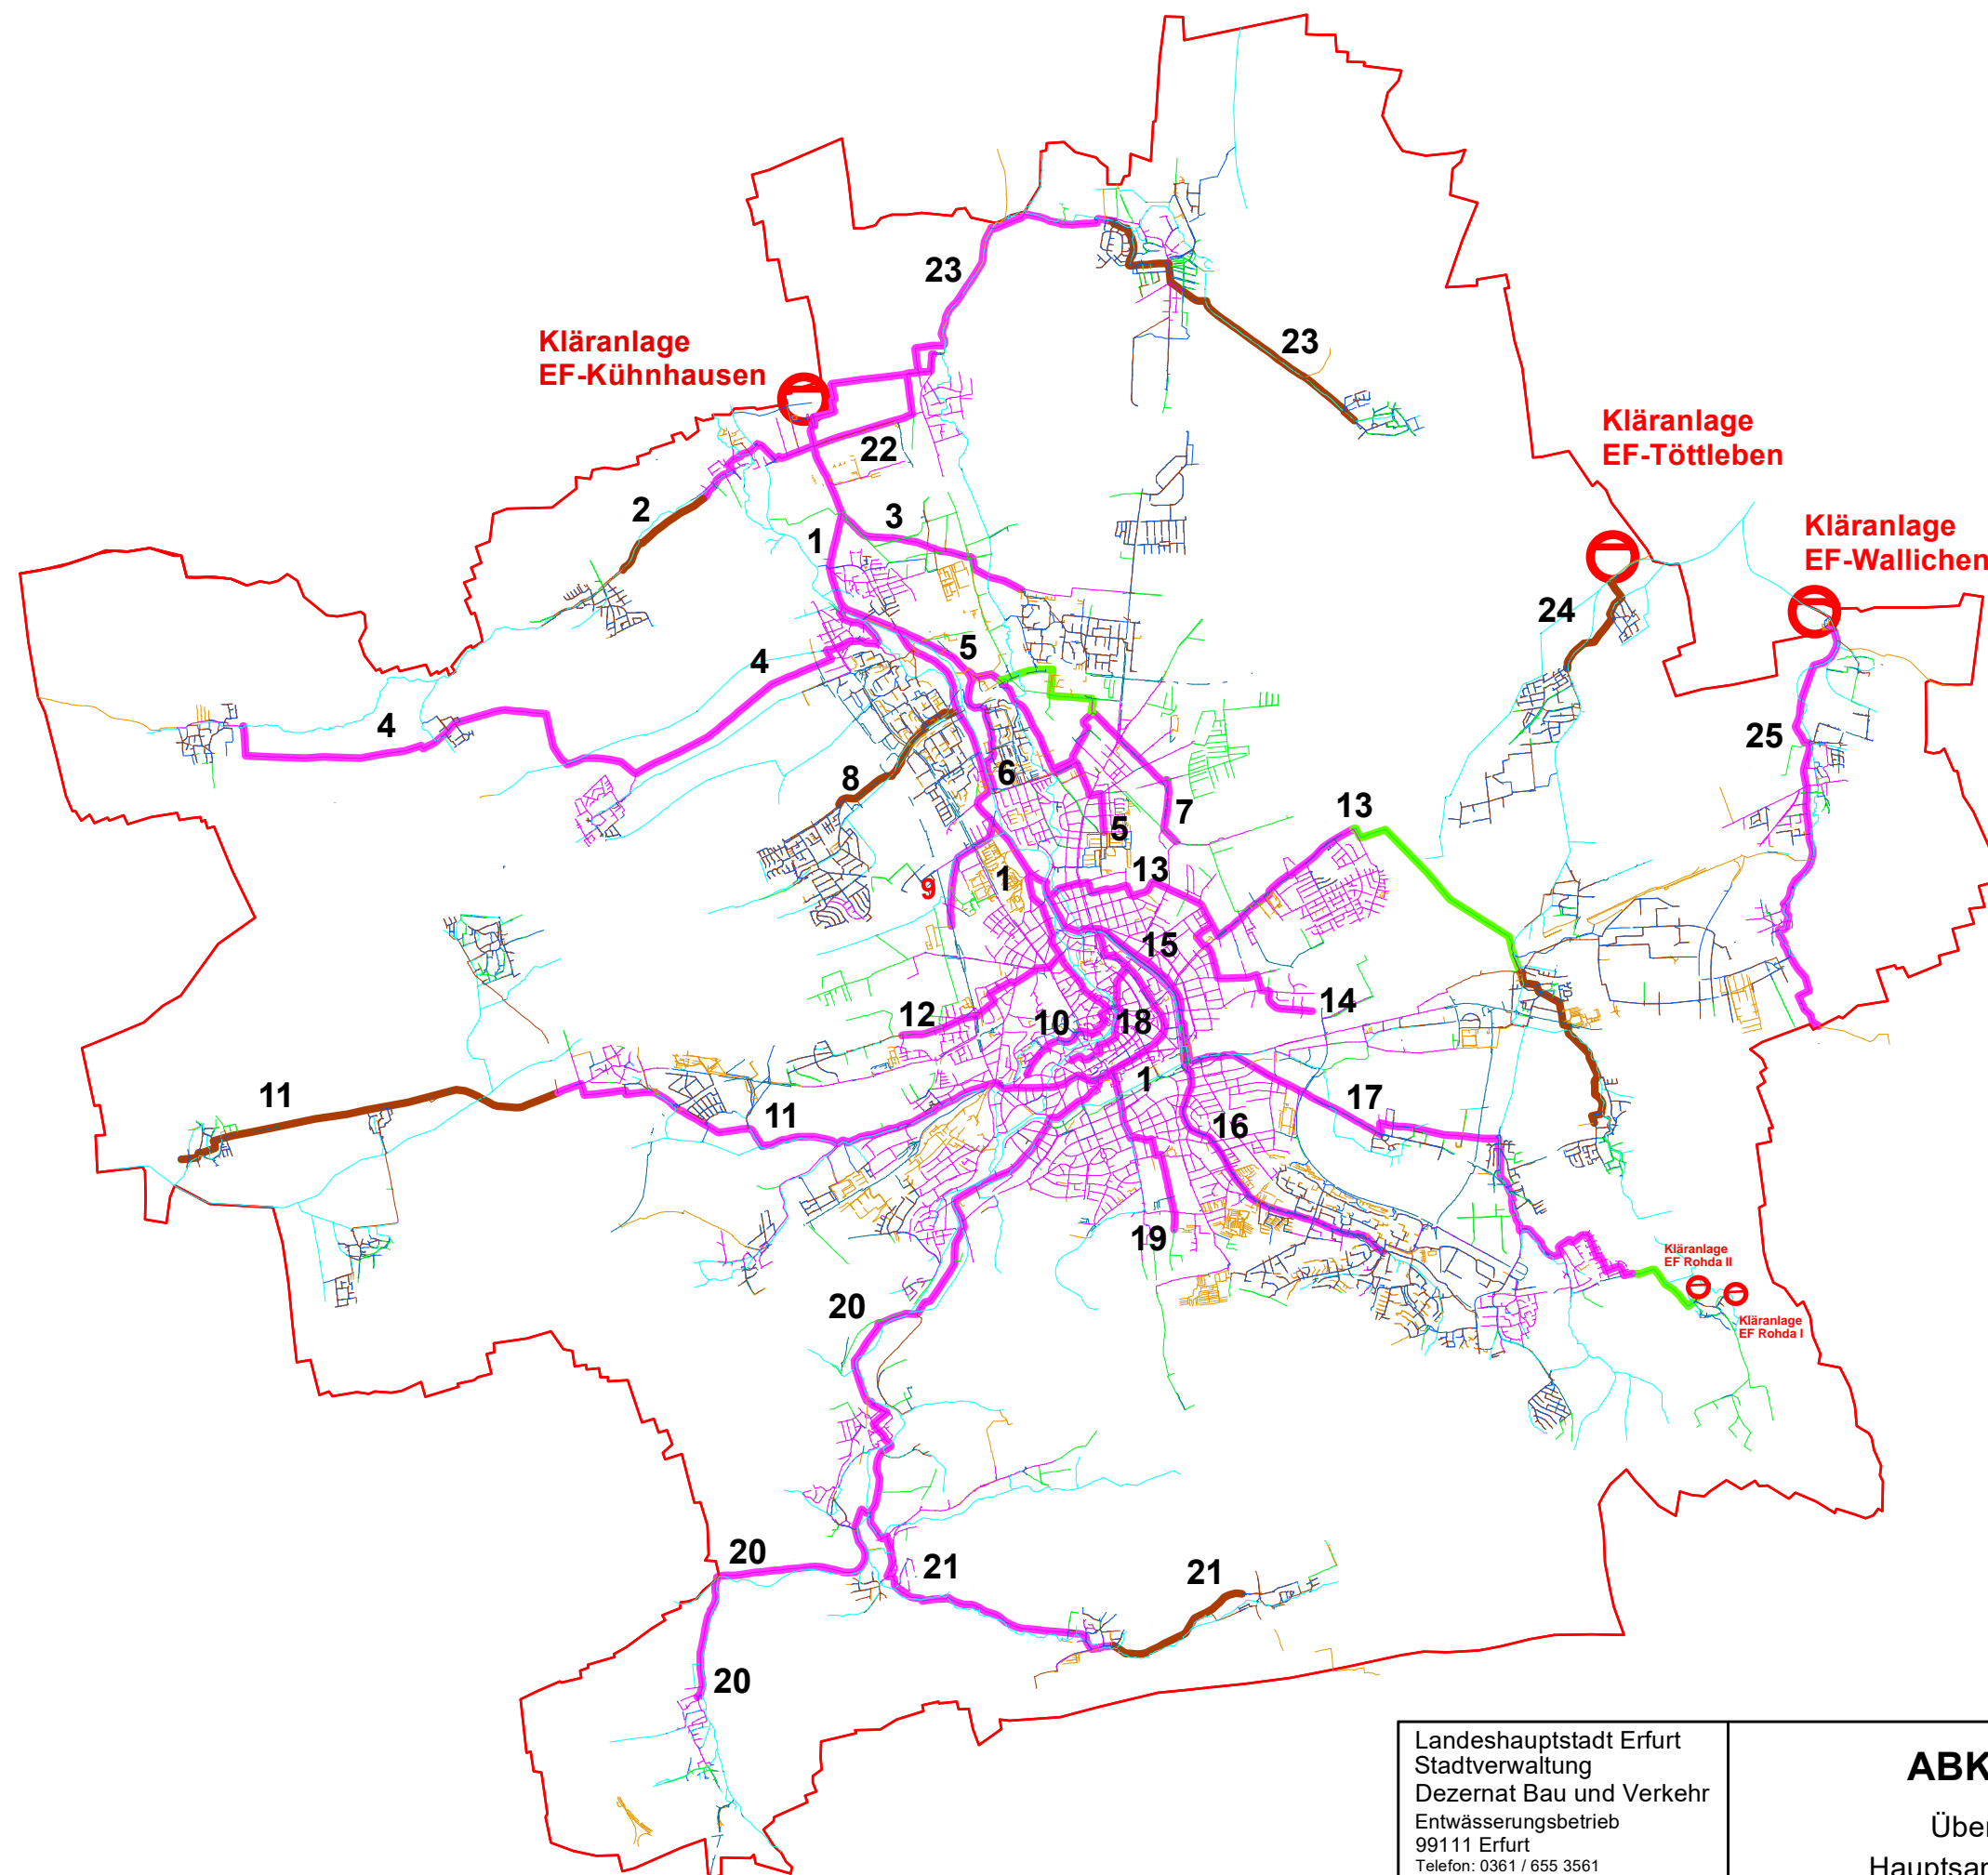 23
Kläranlage
EF-Kühnhausen
23
22
Kläranlage
EF-Töttleben
2
3
1
Kläranlage
EF-Wallichen
24
5
4
4
25
6
8
7
13
5
13
9
1
15
12
10
18
14
11
1
17
11
16
19
Kläranlage
EF Rohda II
20
Kläranlage
EF Rohda I
20
21
21
20
Landeshauptstadt Erfurt
Stadtverwaltung
Dezernat Bau und Verkehr
Entwässerungsbetrieb
99111 Erfurt
Telefon: 0361 / 655 3561
ABK
Über
Hauptsa